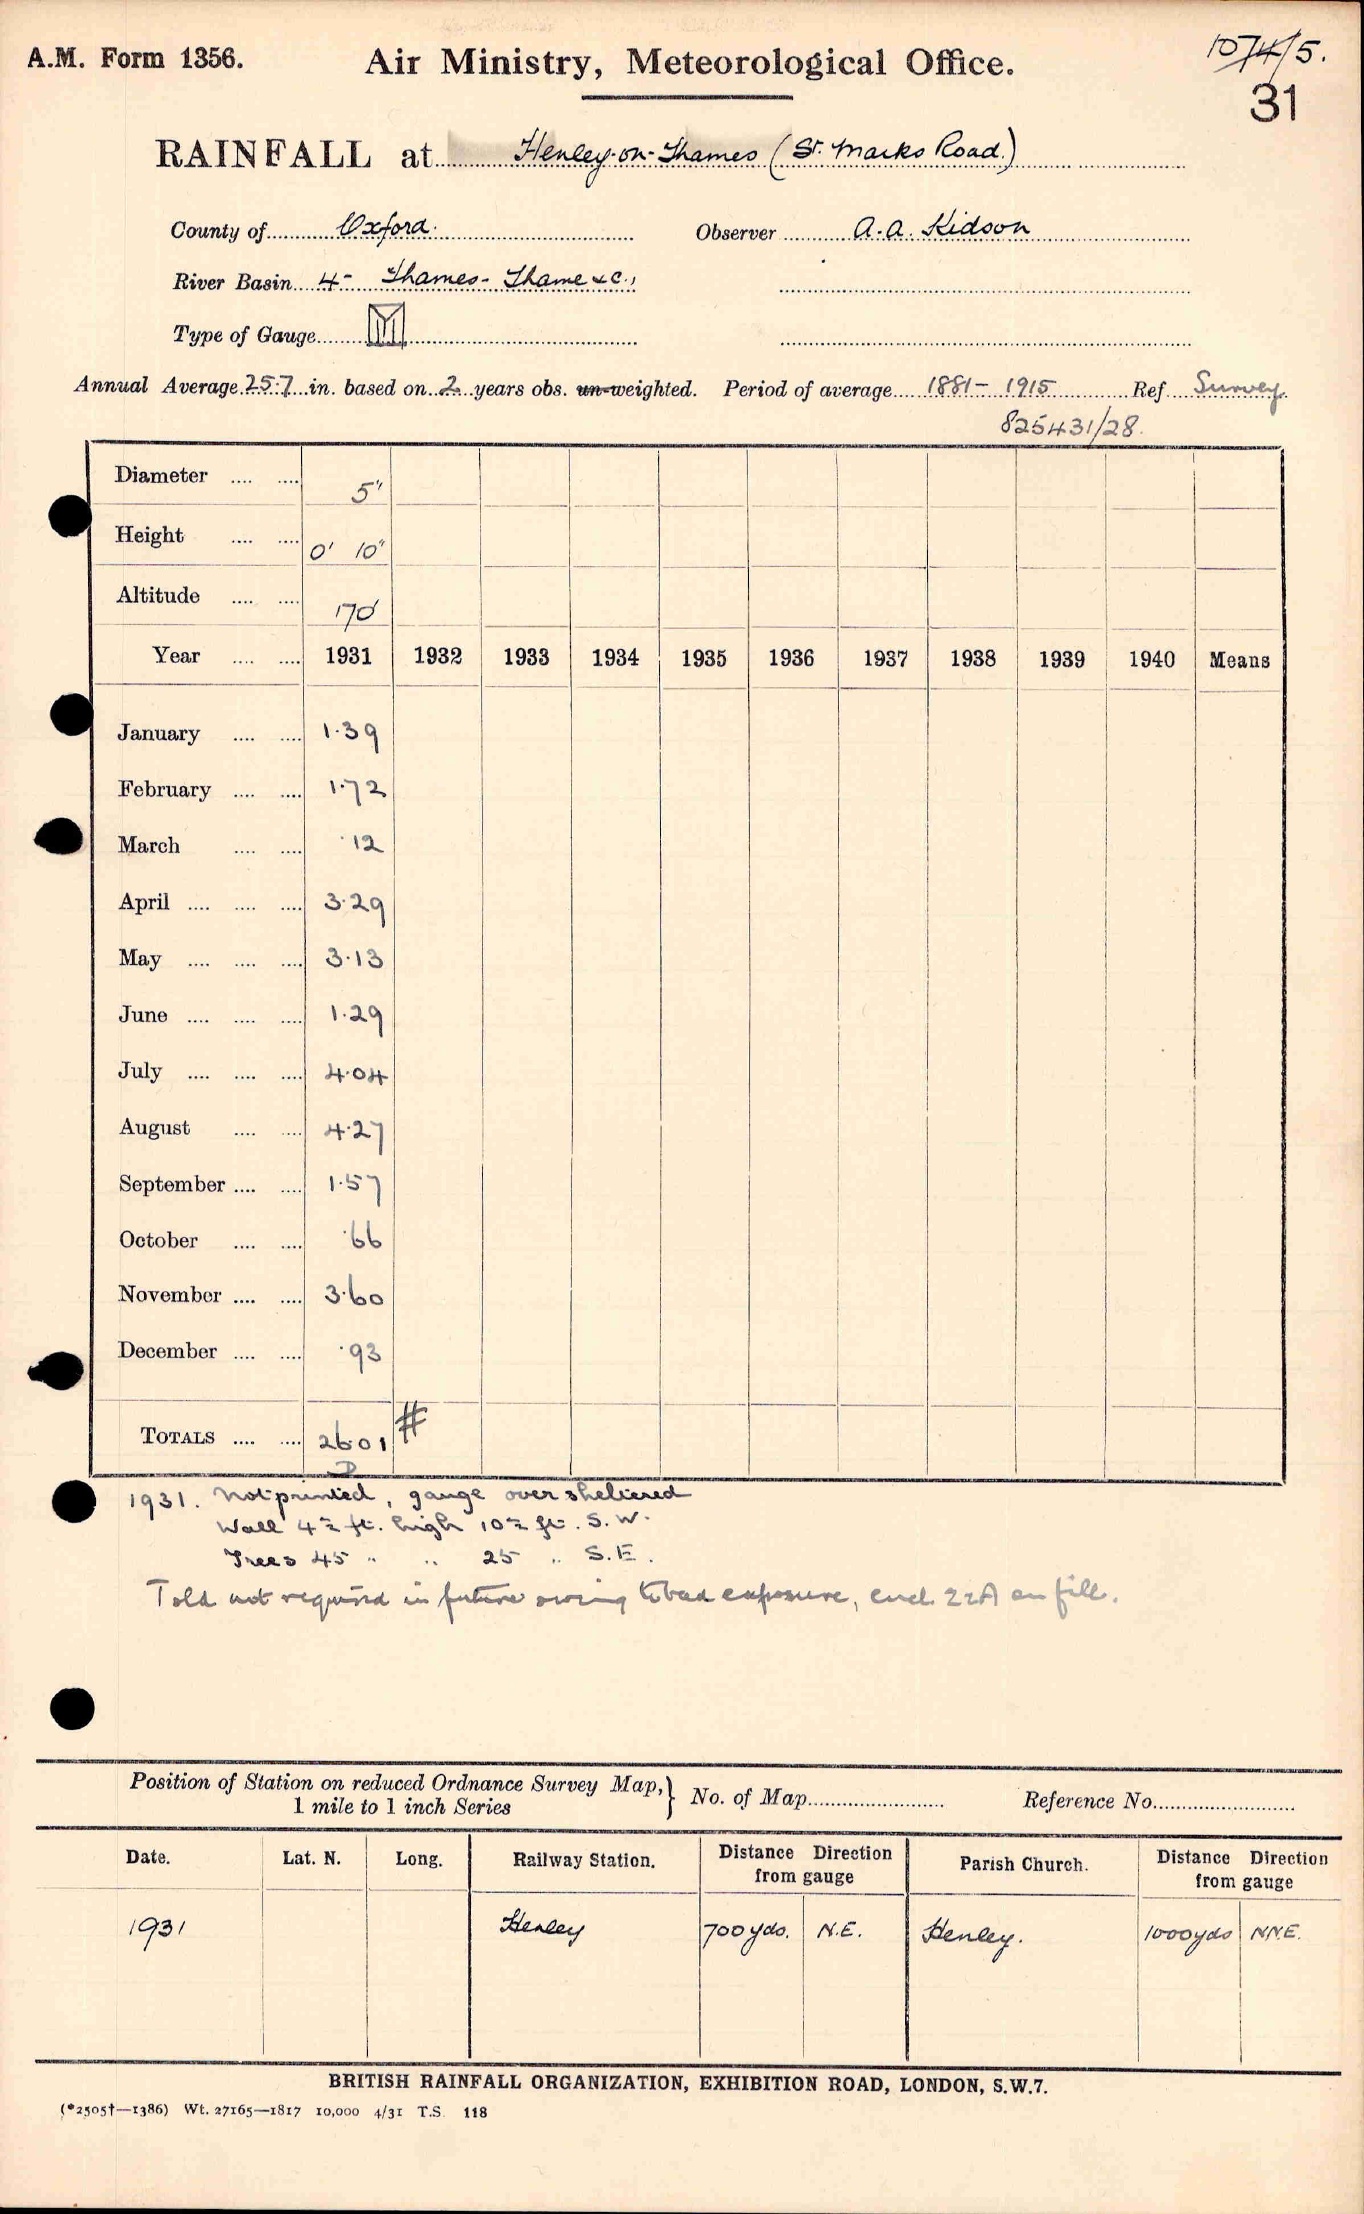 A.M. Form 1356.
Air Ministry, Meteorological Office.
1074/5.
31
RAINFALL at Henley-on-Thames (St. Marks Road.)
County of Oxford. Observer A.A. Kidson
River Basin 4- Thames- Thame &c.,
Type of Gauge M
Annual Average 25.7 in. based on 2 years obs. un-weighted. Period of average 1881- 1915 Ref Survey
825431/28.
Diameter .... .... 5"
Height .... .... 0' 10"
Altitude .... .... 170'
Year .... .... 1931 1932 1933 1934 1935 1936 1937 1938 1939 1940 Means
January .... .... 1.39
February .... .... 1.72
March .... .... .12
April .... .... .... 3.29
May .... .... .... 3.13
June .... .... .... 1.29
July .... .... .... 4.04
August .... .... 4.27
September .... .... 1.57
October .... .... .66
November .... .... 3.60
December .... .... .93
TOTALS .... .... 26.01 #
D
1931. Not printed, gauge over sheltered
Wall 4½ ft. high 10½ ft. S.W.
Trees 45 " " 25 " S.E.
Told not required in future owing to bad exposure, encl. 22A on file.
Position of Station on reduced Ordnance Survey Map, } No. of Map Reference No.
1 mile to 1 inch Series
Date. Lat. N. Long. Railway Station. Distance Direction from gauge Parish Church. Distance Direction from gauge
1931 Henley 700 yds. N.E. Henley. 1000 yds N.N.E.
BRITISH RAINFALL ORGANIZATION, EXHIBITION ROAD, LONDON, S.W.7.
(*2505†—1386) Wt. 27165—1817 10,000 4/31 T.S. 118